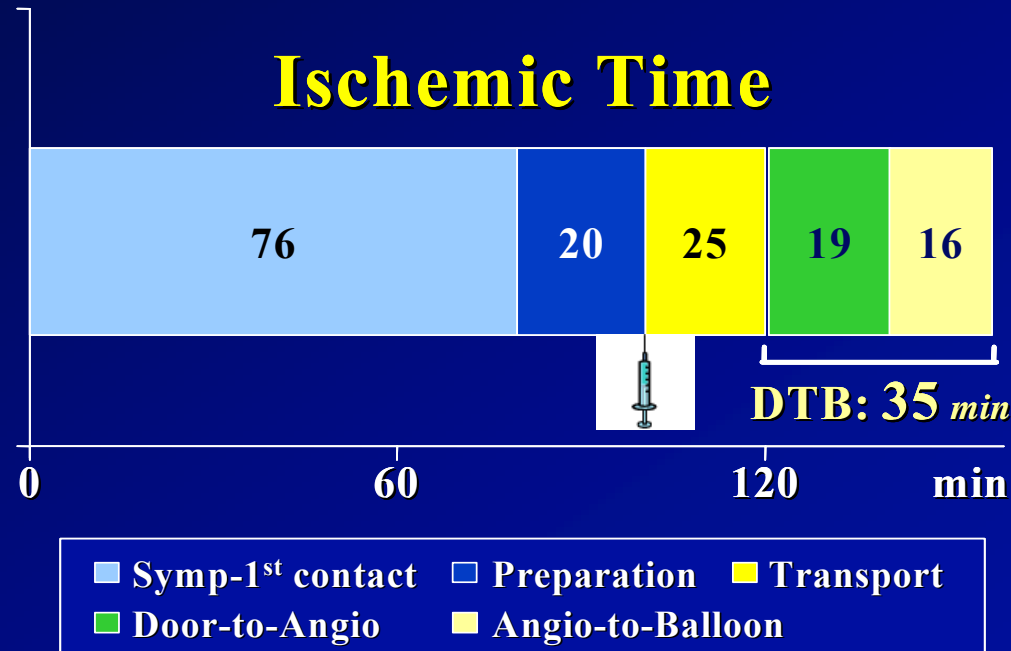 Ischemic Time
76 20 25 19 16
DTB: 35 min
0 60 120 min
Symp-1st contact Preparation Transport
Door-to-Angio Angio-to-Balloon